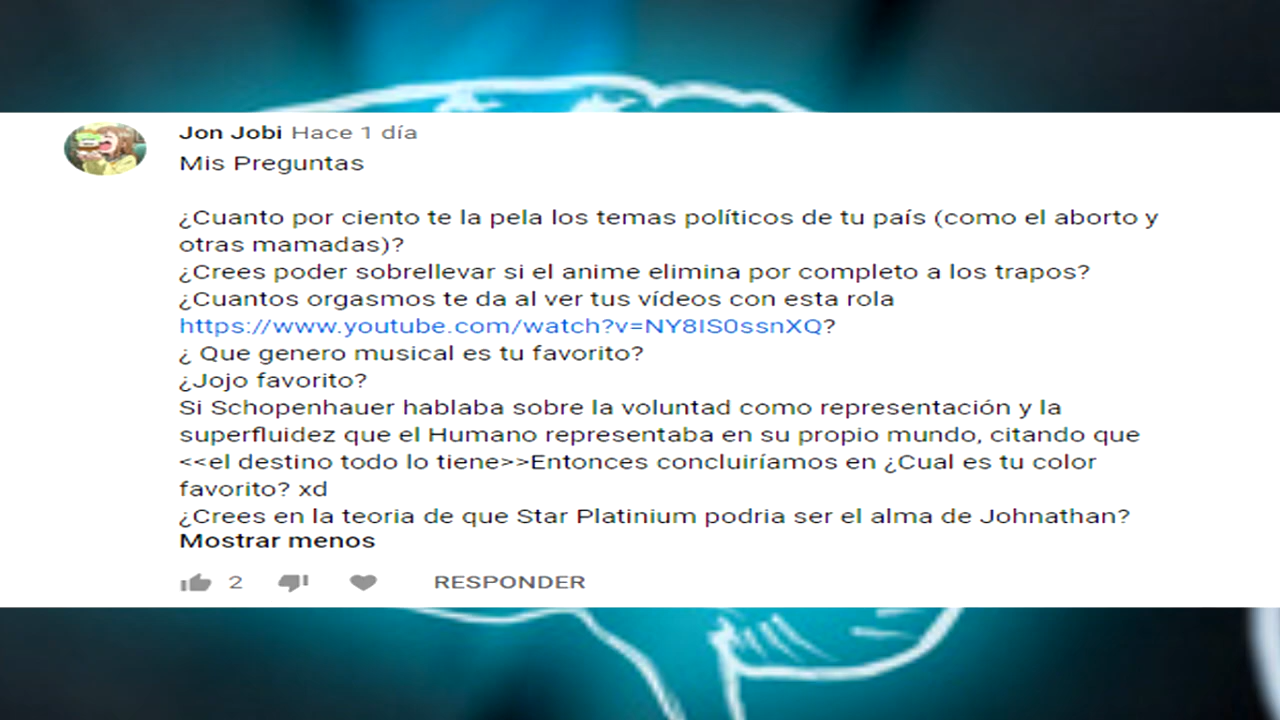 Jon Jobi Hace 1 día
Mis Preguntas
¿Cuanto por ciento te la pela los temas políticos de tu país (como el aborto y
otras mamadas)?
¿Crees poder sobrellevar si el anime elimina por completo a los trapos?
¿Cuantos orgasmos te da al ver tus vídeos con esta rola
https://www.youtube.com/watch?v=NY8IS0ssnXQ?
¿ Que genero musical es tu favorito?
¿Jojo favorito?
Si Schopenhauer hablaba sobre la voluntad como representación y la
superfluidez que el Humano representaba en su propio mundo, citando que
<<el destino todo lo tiene>>Entonces concluiríamos en ¿Cual es tu color
favorito? xd
¿Crees en la teoria de que Star Platinium podria ser el alma de Johnathan?
Mostrar menos
2 RESPONDER